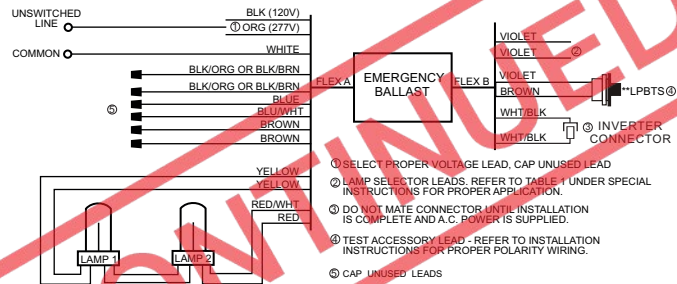 UNSWITCHED
LINE
BLK (120V)
① ORG (277V)
COMMON
WHITE
BLK/ORG OR BLK/BRN
BLK/ORG OR BLK/BRN
BLUE
BLU/WHT
BROWN
BROWN
⑤
FLEX A
EMERGENCY
BALLAST
FLEX B
VIOLET
VIOLET
②
VIOLET
BROWN
**LPBTS④
WHT/BLK
WHT/BLK
③ INVERTER
CONNECTOR
YELLOW
YELLOW
RED/WHT
RED
LAMP 1
LAMP 2
① SELECT PROPER VOLTAGE LEAD, CAP UNUSED LEAD
② LAMP SELECTOR LEADS. REFER TO TABLE 1 UNDER SPECIAL
INSTRUCTIONS FOR PROPER APPLICATION.
③ DO NOT MATE CONNECTOR UNTIL INSTALLATION
IS COMPLETE AND A.C. POWER IS SUPPLIED.
④ TEST ACCESSORY LEAD - REFER TO INSTALLATION
INSTRUCTIONS FOR PROPER POLARITY WIRING.
⑤ CAP UNUSED LEADS
ONTINUED